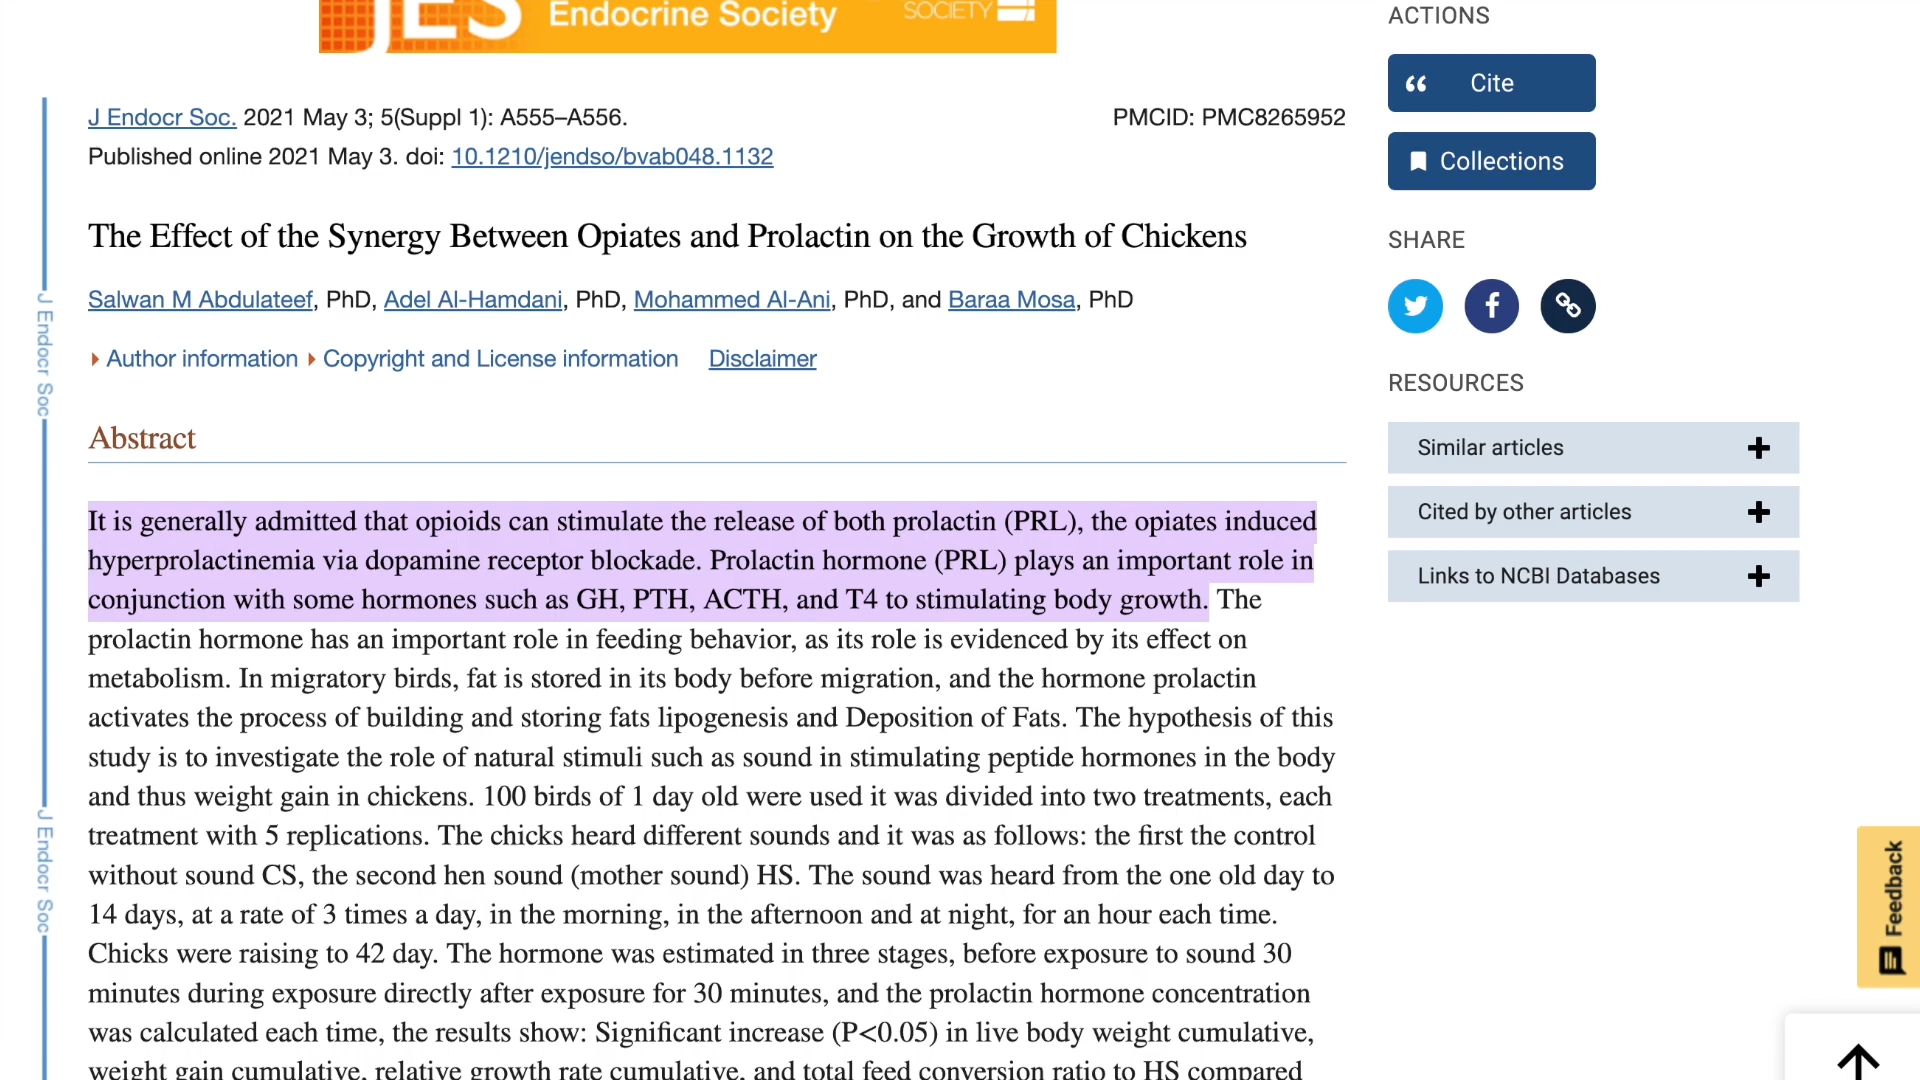 JES Endocrine Society SOCIETY
J Endocr Soc. 2021 May 3; 5(Suppl 1): A555–A556. PMCID: PMC8265952
Published online 2021 May 3. doi: 10.1210/jendso/bvab048.1132
The Effect of the Synergy Between Opiates and Prolactin on the Growth of Chickens
Salwan M Abdulateef, PhD, Adel Al-Hamdani, PhD, Mohammed Al-Ani, PhD, and Baraa Mosa, PhD
Author information Copyright and License information Disclaimer
Abstract
It is generally admitted that opioids can stimulate the release of both prolactin (PRL), the opiates induced
hyperprolactinemia via dopamine receptor blockade. Prolactin hormone (PRL) plays an important role in
conjunction with some hormones such as GH, PTH, ACTH, and T4 to stimulating body growth. The
prolactin hormone has an important role in feeding behavior, as its role is evidenced by its effect on
metabolism. In migratory birds, fat is stored in its body before migration, and the hormone prolactin
activates the process of building and storing fats lipogenesis and Deposition of Fats. The hypothesis of this
study is to investigate the role of natural stimuli such as sound in stimulating peptide hormones in the body
and thus weight gain in chickens. 100 birds of 1 day old were used it was divided into two treatments, each
treatment with 5 replications. The chicks heard different sounds and it was as follows: the first the control
without sound CS, the second hen sound (mother sound) HS. The sound was heard from the one old day to
14 days, at a rate of 3 times a day, in the morning, in the afternoon and at night, for an hour each time.
Chicks were raising to 42 day. The hormone was estimated in three stages, before exposure to sound 30
minutes during exposure directly after exposure for 30 minutes, and the prolactin hormone concentration
was calculated each time, the results show: Significant increase (P<0.05) in live body weight cumulative,
weight gain cumulative, relative growth rate cumulative, and total feed conversion ratio to HS compared
J Endocr Soc
J Endocr Soc
ACTIONS
Cite
Collections
SHARE
RESOURCES
Similar articles
Cited by other articles
Links to NCBI Databases
Feedback